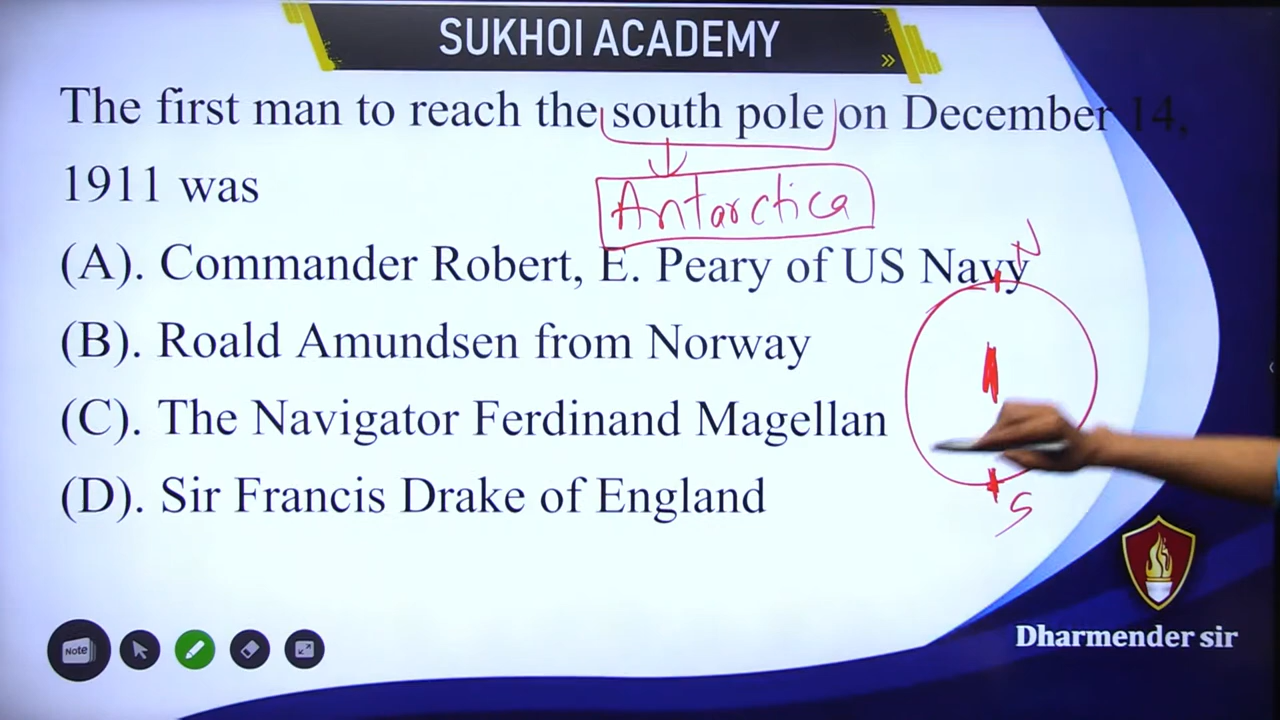 SUKHOI ACADEMY
The first man to reach the south pole on December 14,
1911 was
Antarctica
(A). Commander Robert, E. Peary of US Navy
N
(B). Roald Amundsen from Norway
(C). The Navigator Ferdinand Magellan
(D). Sir Francis Drake of England
S
Note
Dharmender sir